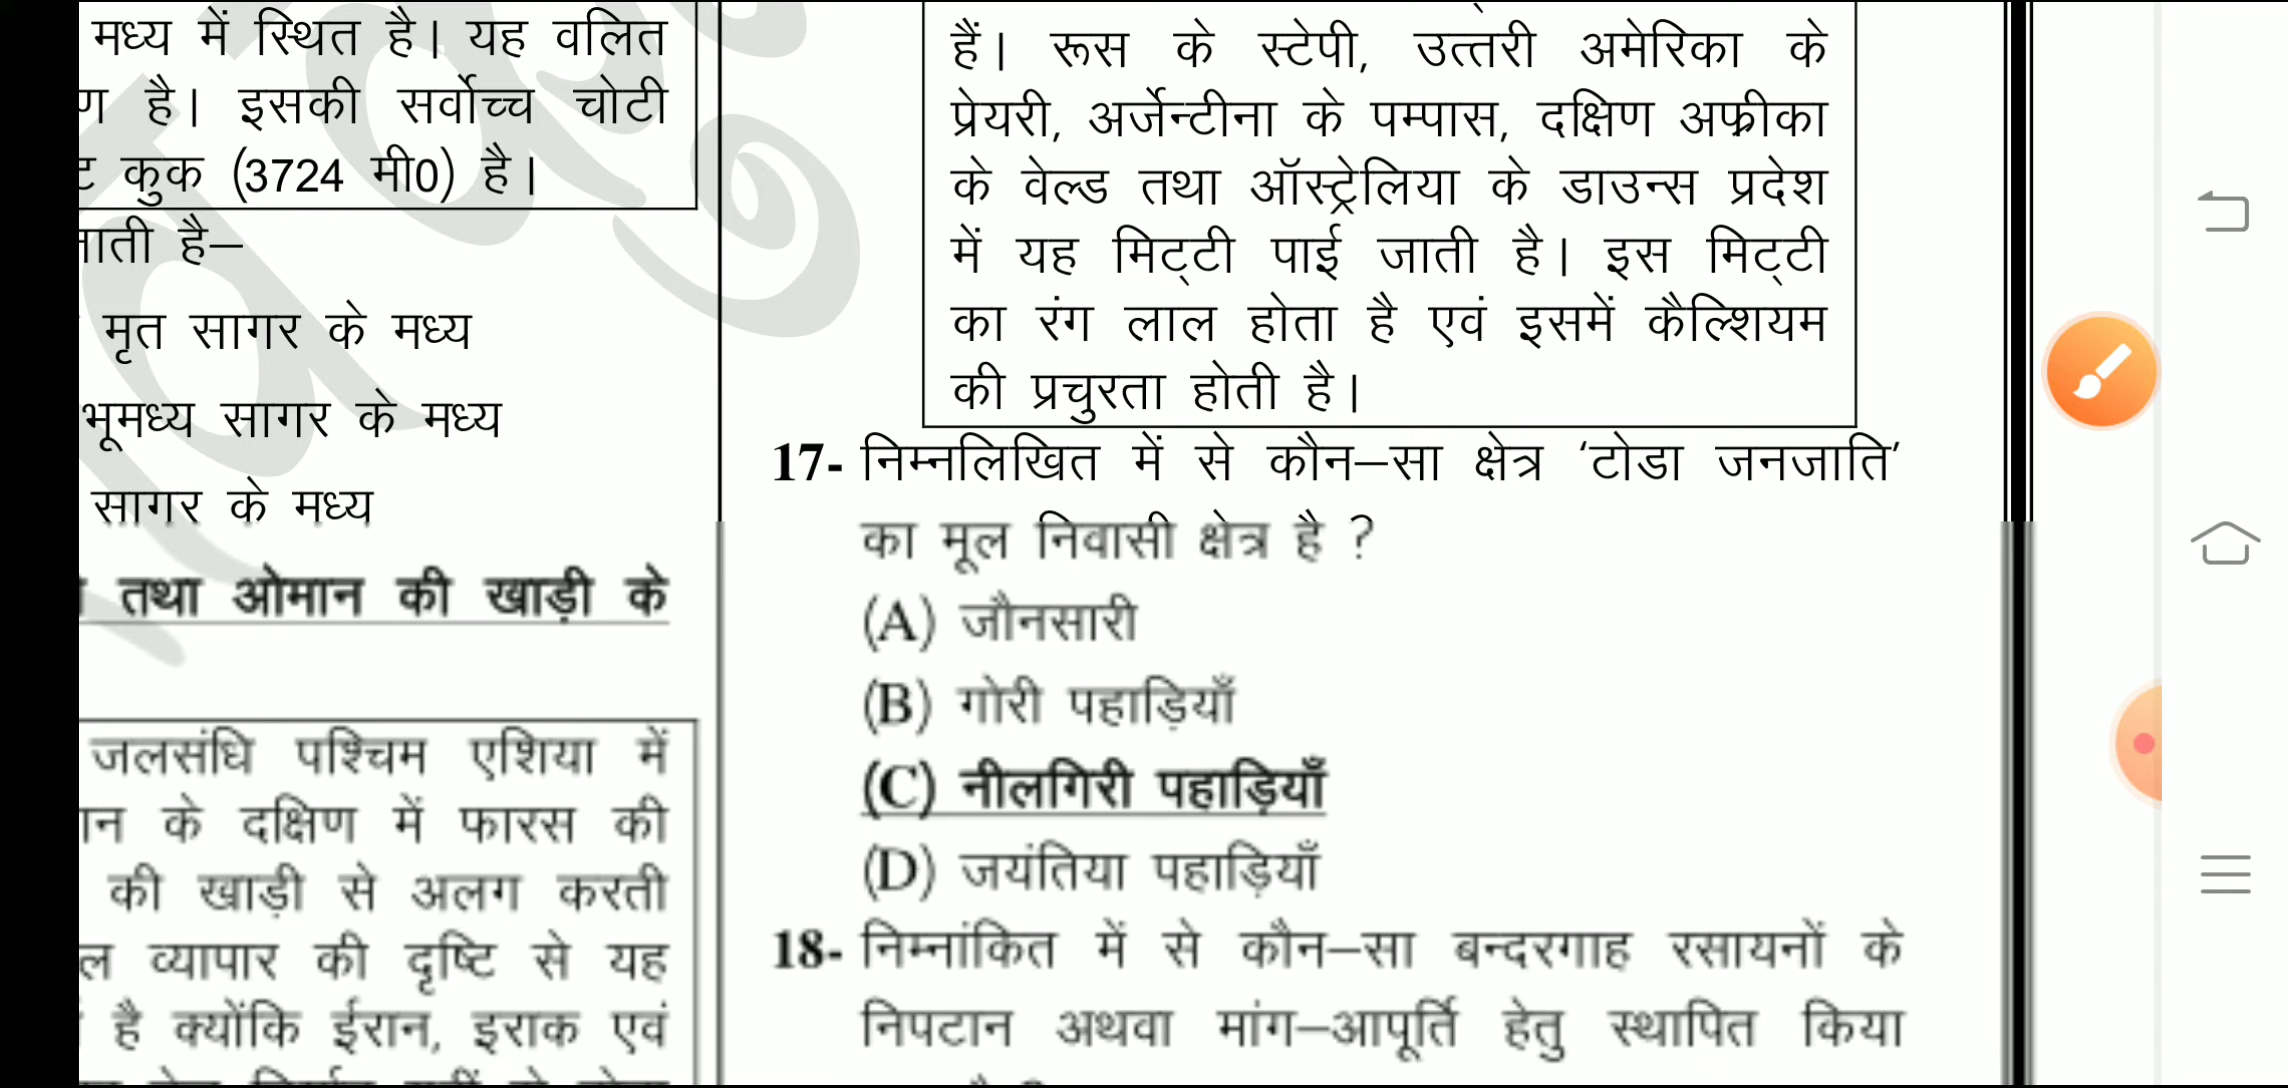 मध्य में स्थित है। यह वलित
है। इसकी सर्वोच्च चोटी
कुक (3724 मी0) है।
है–
मृत सागर के मध्य
भूमध्य सागर के मध्य
सागर के मध्य
तथा ओमान की खाड़ी के
जलसंधि पश्चिम एशिया में
के दक्षिण में फारस की
की खाड़ी से अलग करती
व्यापार की दृष्टि से यह
है क्योंकि ईरान, इराक एवं
हैं। रूस के स्टेपी, उत्तरी अमेरिका के
प्रेयरी, अर्जेन्टीना के पम्पास, दक्षिण अफ्रीका
के वेल्ड तथा ऑस्ट्रेलिया के डाउन्स प्रदेश
में यह मिट्टी पाई जाती है। इस मिट्टी
का रंग लाल होता है एवं इसमें कैल्शियम
की प्रचुरता होती है।
17- निम्नलिखित में से कौन–सा क्षेत्र ‘टोडा जनजाति’
का मूल निवासी क्षेत्र है ?
(A) जौनसारी
(B) गोरी पहाड़ियाँ
(C) नीलगिरी पहाड़ियाँ
(D) जयंतिया पहाड़ियाँ
18- निम्नांकित में से कौन–सा बन्दरगाह रसायनों के
निपटान अथवा मांग–आपूर्ति हेतु स्थापित किया